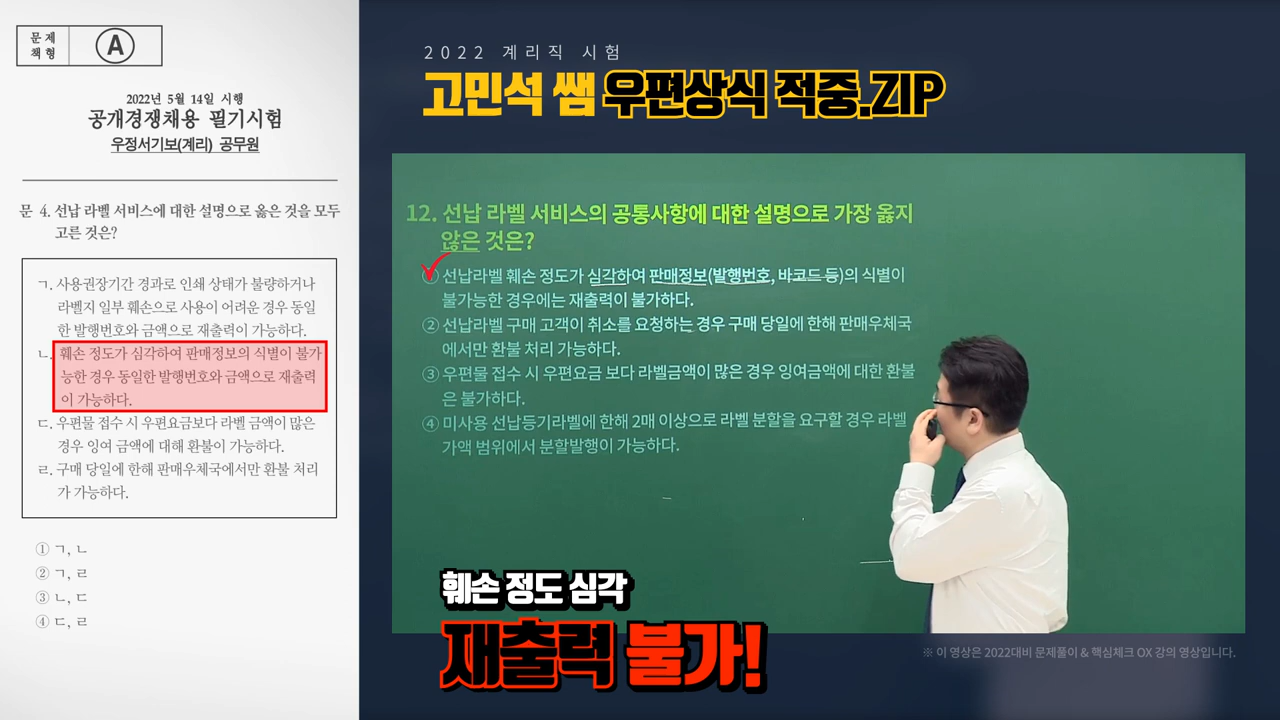 문 제
책 형
A
2022년 5월 14일 시행
공개경쟁채용 필기시험
우정서기보(계리) 공무원
문 4. 선납 라벨 서비스에 대한 설명으로 옳은 것을 모두
고른 것은?
ㄱ. 사용권장기간 경과로 인쇄 상태가 불량하거나
라벨지 일부 훼손으로 사용이 어려운 경우 동일
한 발행번호와 금액으로 재출력이 가능하다.
ㄴ. 훼손 정도가 심각하여 판매정보의 식별이 불가
능한 경우 동일한 발행번호와 금액으로 재출력
이 가능하다.
ㄷ. 우편물 접수 시 우편요금보다 라벨 금액이 많은
경우 잉여 금액에 대해 환불이 가능하다.
ㄹ. 구매 당일에 한해 판매우체국에서만 환불 처리
가 가능하다.
① ㄱ, ㄴ
② ㄱ, ㄹ
③ ㄴ, ㄷ
④ ㄷ, ㄹ
2022 계리직 시험
고민석 쌤 우편상식 적중.ZIP
12. 선납 라벨 서비스의 공통사항에 대한 설명으로 가장 옳지
않은 것은?
① 선납라벨 훼손 정도가 심각하여 판매정보(발행번호, 바코드 등)의 식별이
불가능한 경우에는 재출력이 불가하다.
② 선납라벨 구매 고객이 취소를 요청하는 경우 구매 당일에 한해 판매우체국
에서만 환불 처리 가능하다.
③ 우편물 접수 시 우편요금 보다 라벨금액이 많은 경우 잉여금액에 대한 환불
은 불가하다.
④ 미사용 선납등기라벨에 한해 2매 이상으로 라벨 분할을 요구할 경우 라벨
가액 범위에서 분할발행이 가능하다.
훼손 정도 심각
재출력 불가!
※ 이 영상은 2022대비 문제풀이 & 핵심체크 OX 강의 영상입니다.